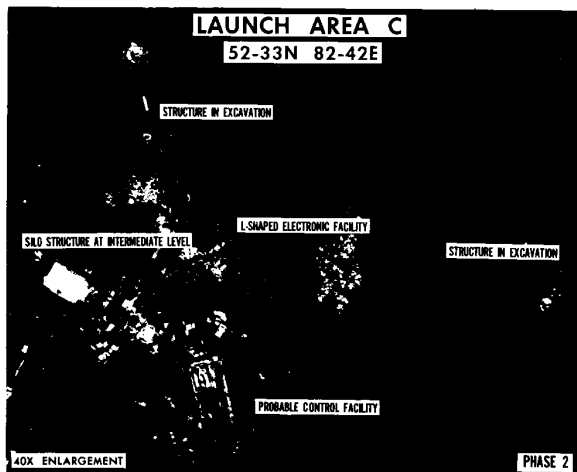 LAUNCH AREA C
52-33N 82-42E
STRUCTURE IN EXCAVATION
L-SHAPED ELECTRONIC FACILITY
SILO STRUCTURE AT INTERMEDIATE LEVEL
STRUCTURE IN EXCAVATION
PROBABLE CONTROL FACILITY
40X ENLARGEMENT
PHASE 2